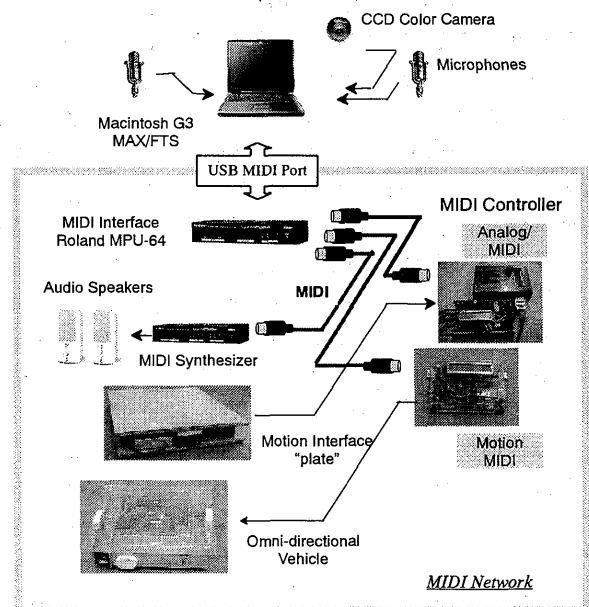 CCD Color Camera
Microphones
Macintosh G3
MAX/FTS
USB MIDI Port
MIDI Interface
Roland MPU-64
MIDI Controller
Analog/
MIDI
Audio Speakers
MIDI
MIDI Synthesizer
Motion Interface
"plate"
Motion
MIDI
Omni-directional
Vehicle
MIDI Network